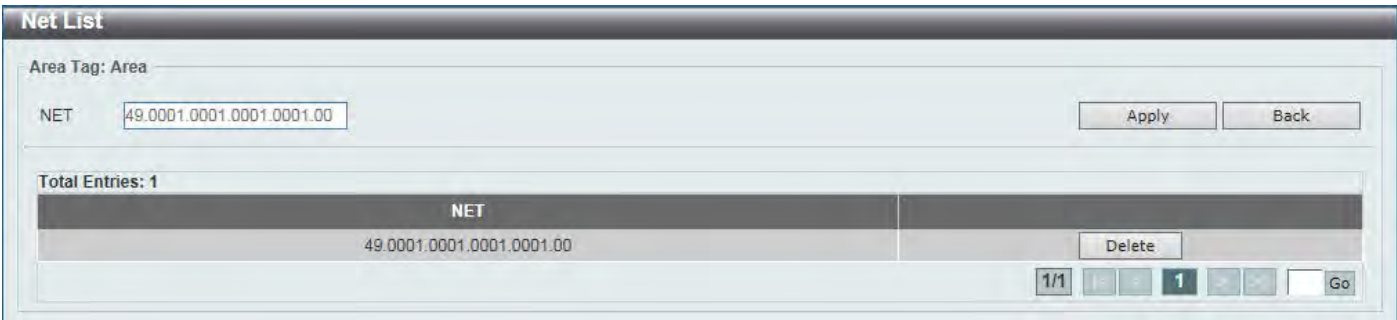 Net List
Area Tag: Area
NET 49.0001.0001.0001.0001.00 Apply Back
Total Entries: 1
NET
49.0001.0001.0001.0001.00 Delete
1/1 |< < 1 > >| Go